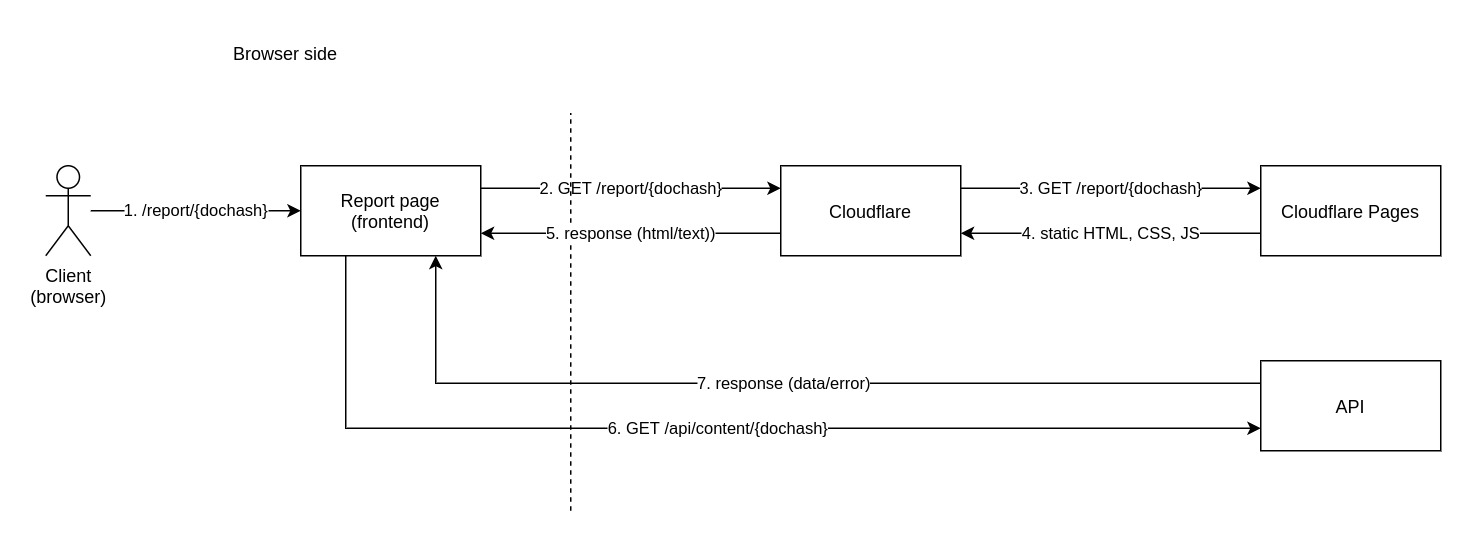 Browser side
1. /report/{dochash}
Client
(browser)
Report page
(frontend)
2. GET /report/{dochash}
5. response (html/text))
Cloudflare
3. GET /report/{dochash}
4. static HTML, CSS, JS
Cloudflare Pages
7. response (data/error)
6. GET /api/content/{dochash}
API